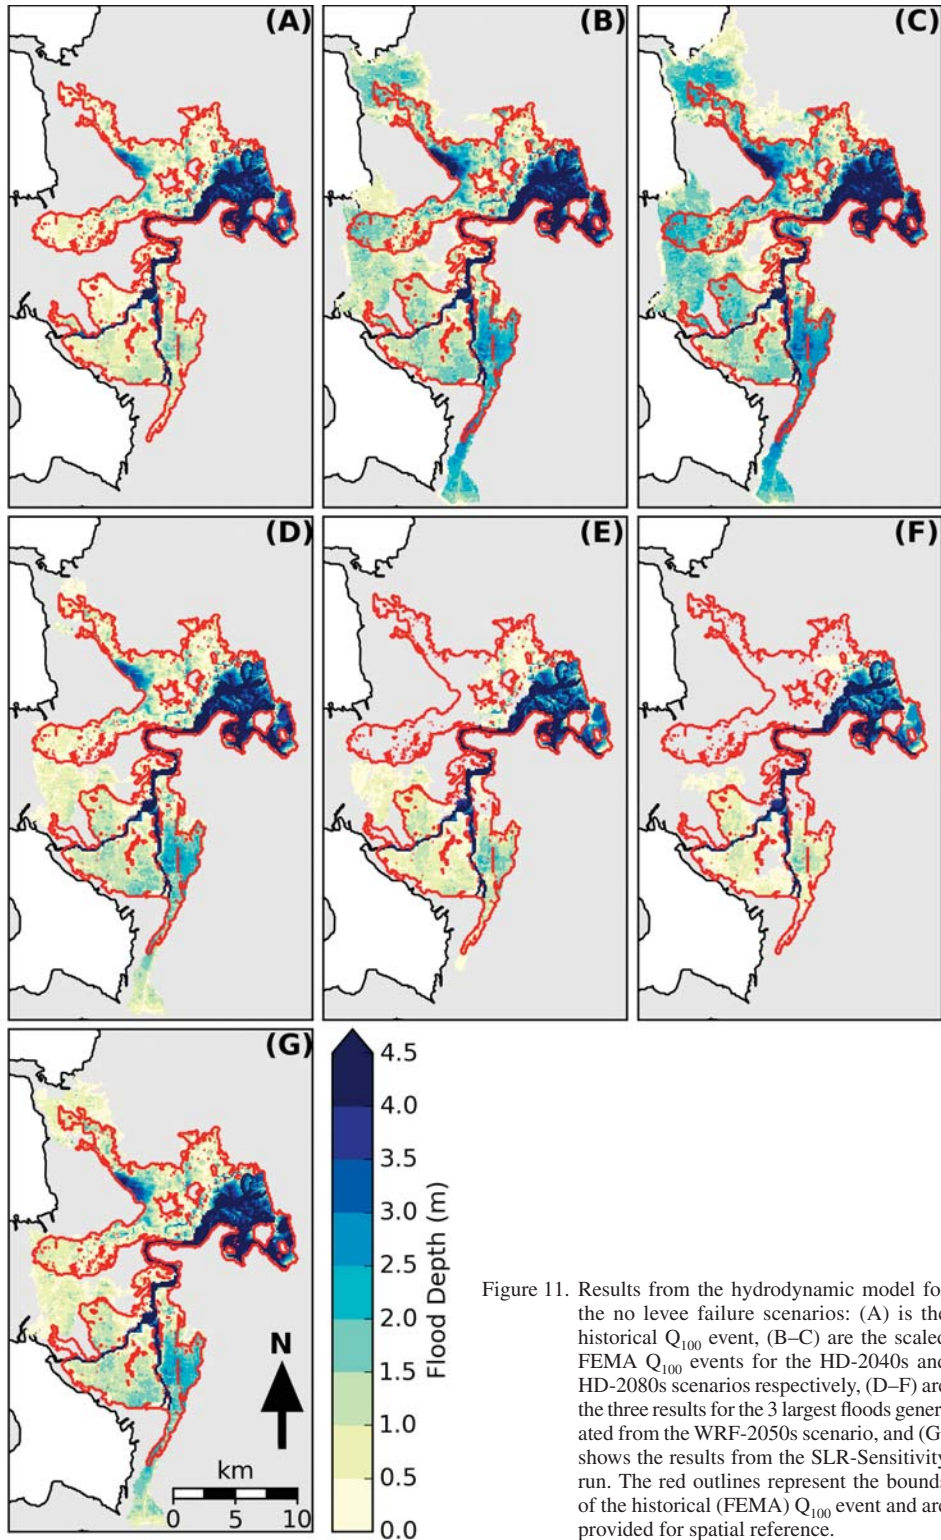 (A)
(B)
(C)
(D)
(E)
(F)
(G)
4.5
4.0
3.5
3.0
2.5
2.0
1.5
1.0
0.5
0.0
Flood Depth (m)
N
km
0 5 10
Figure 11. Results from the hydrodynamic model fo
the no levee failure scenarios: (A) is the
historical Q100 event, (B–C) are the scaled
FEMA Q100 events for the HD-2040s and
HD-2080s scenarios respectively, (D–F) are
the three results for the 3 largest floods gener
ated from the WRF-2050s scenario, and (G
shows the results from the SLR-Sensitivity
run. The red outlines represent the bound
of the historical (FEMA) Q100 event and are
provided for spatial reference.